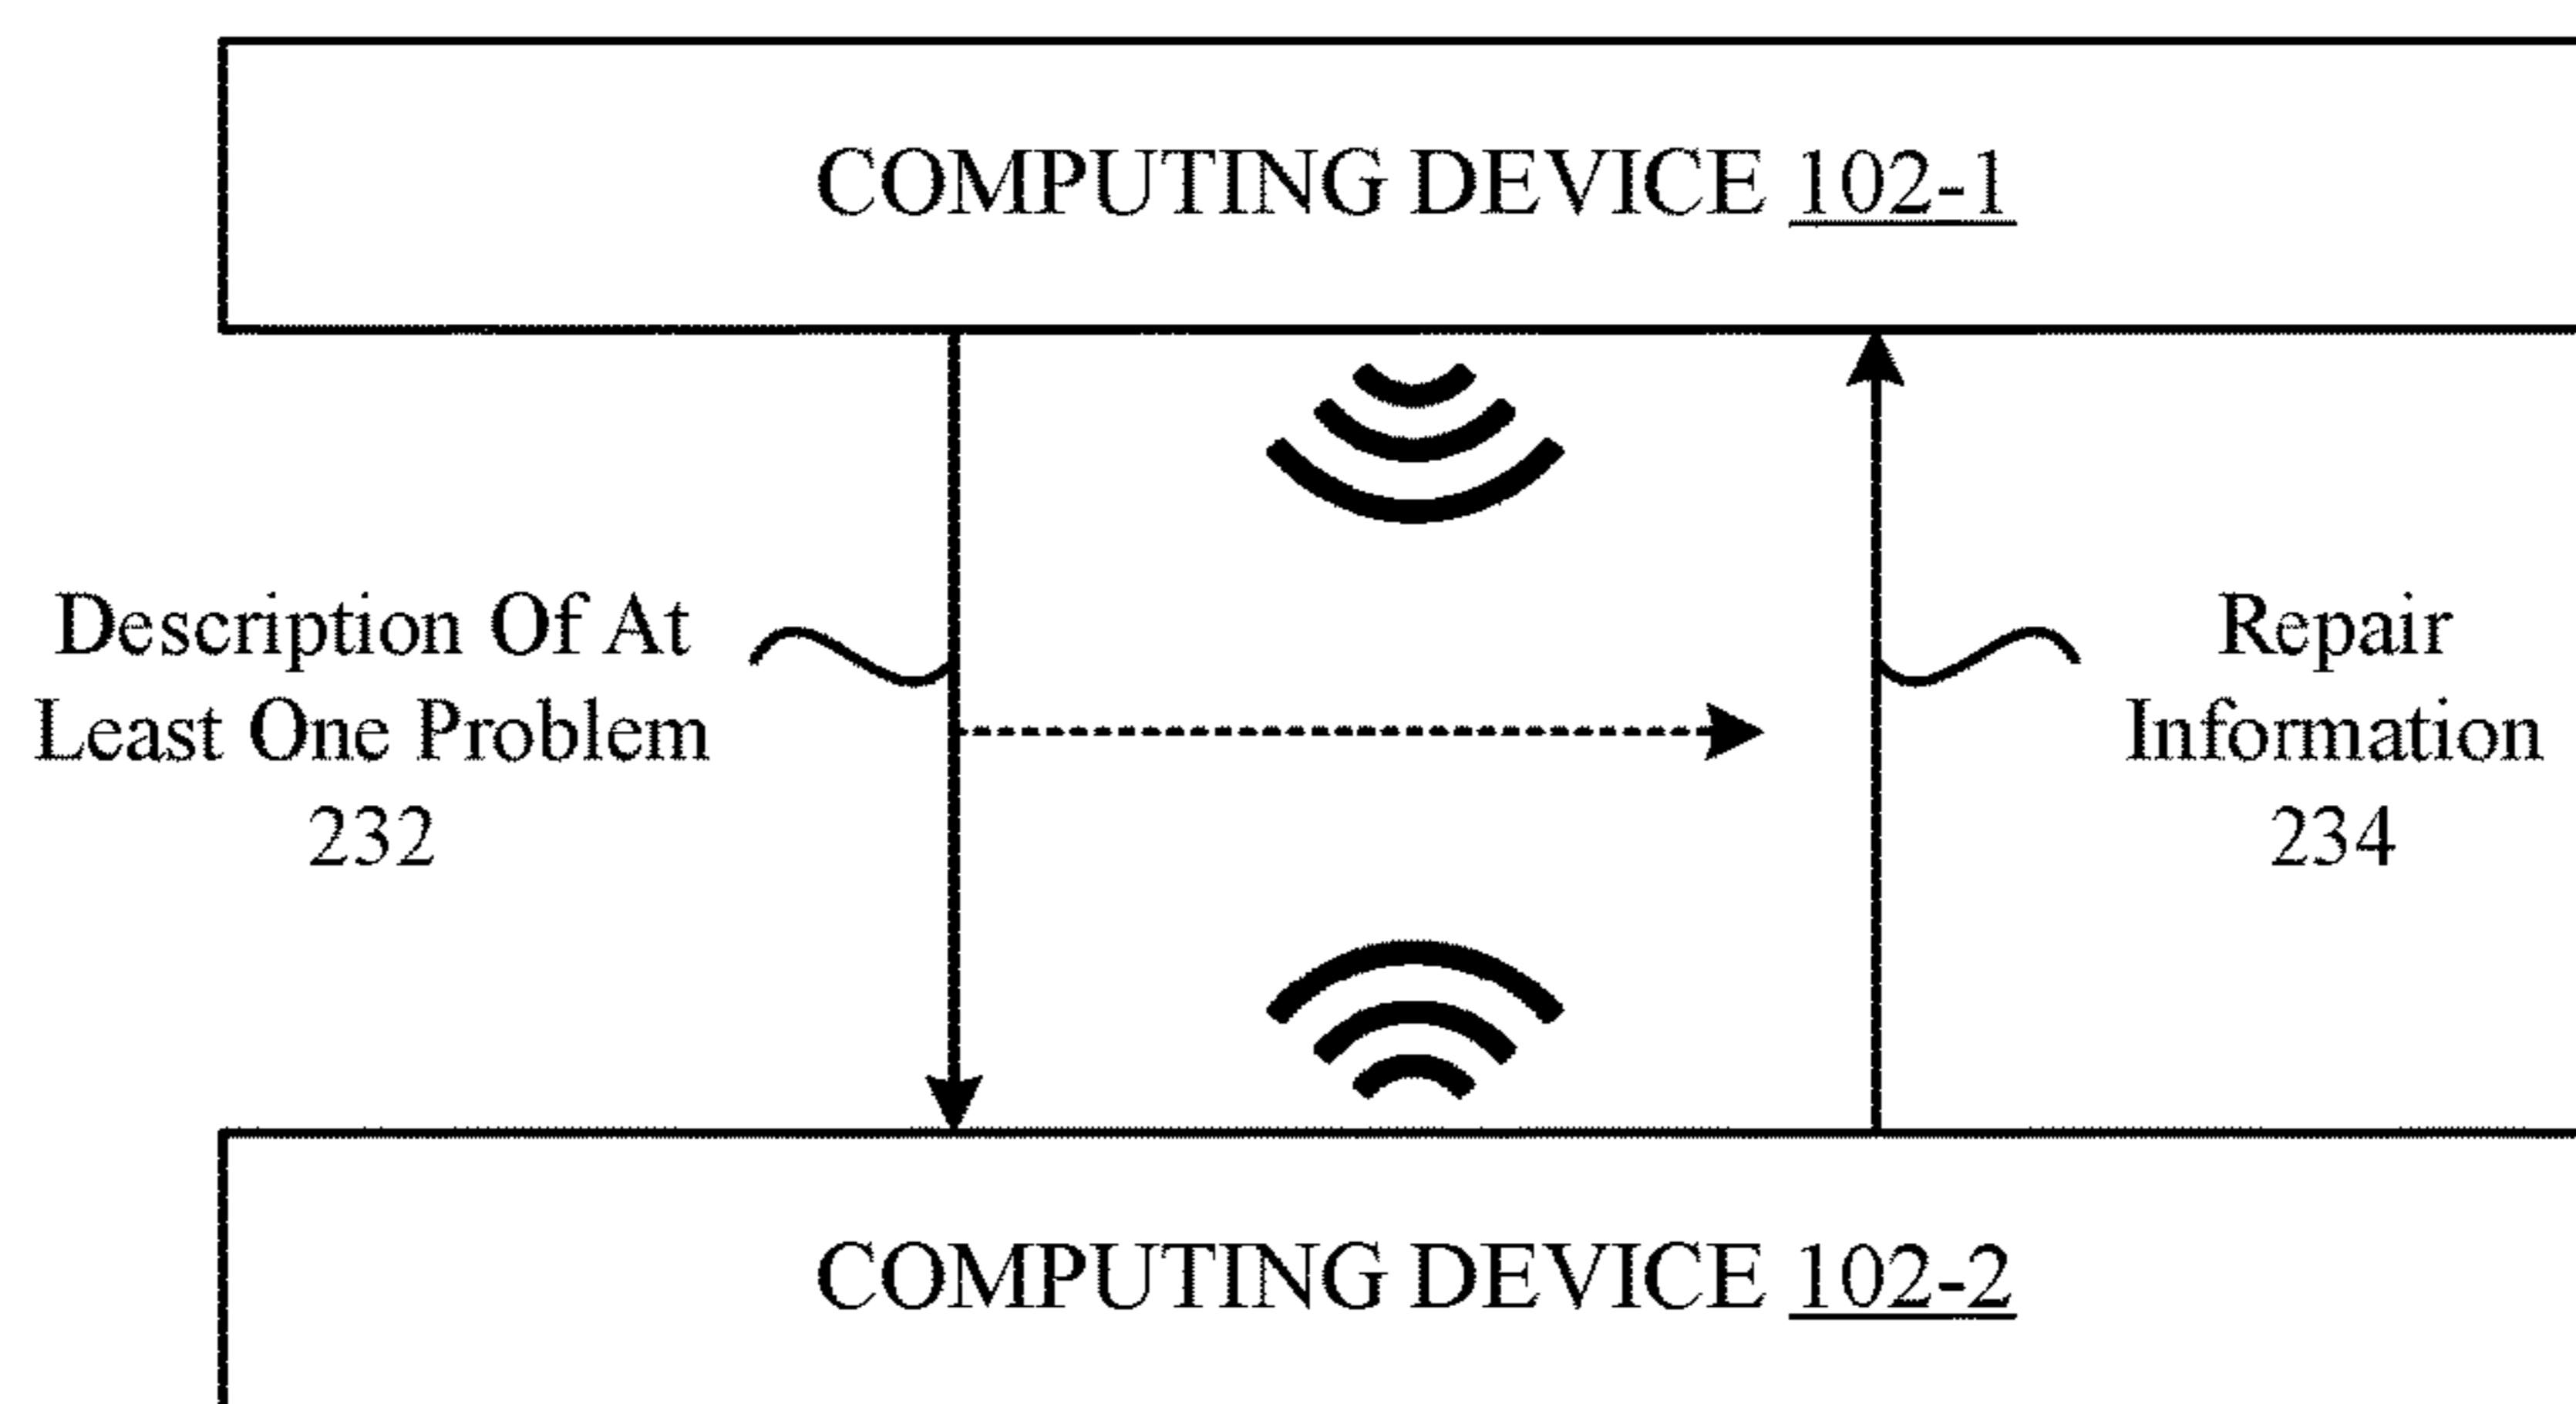 COMPUTING DEVICE 102-1
Description Of At
Least One Problem
232
Repair
Information
234
COMPUTING DEVICE 102-2